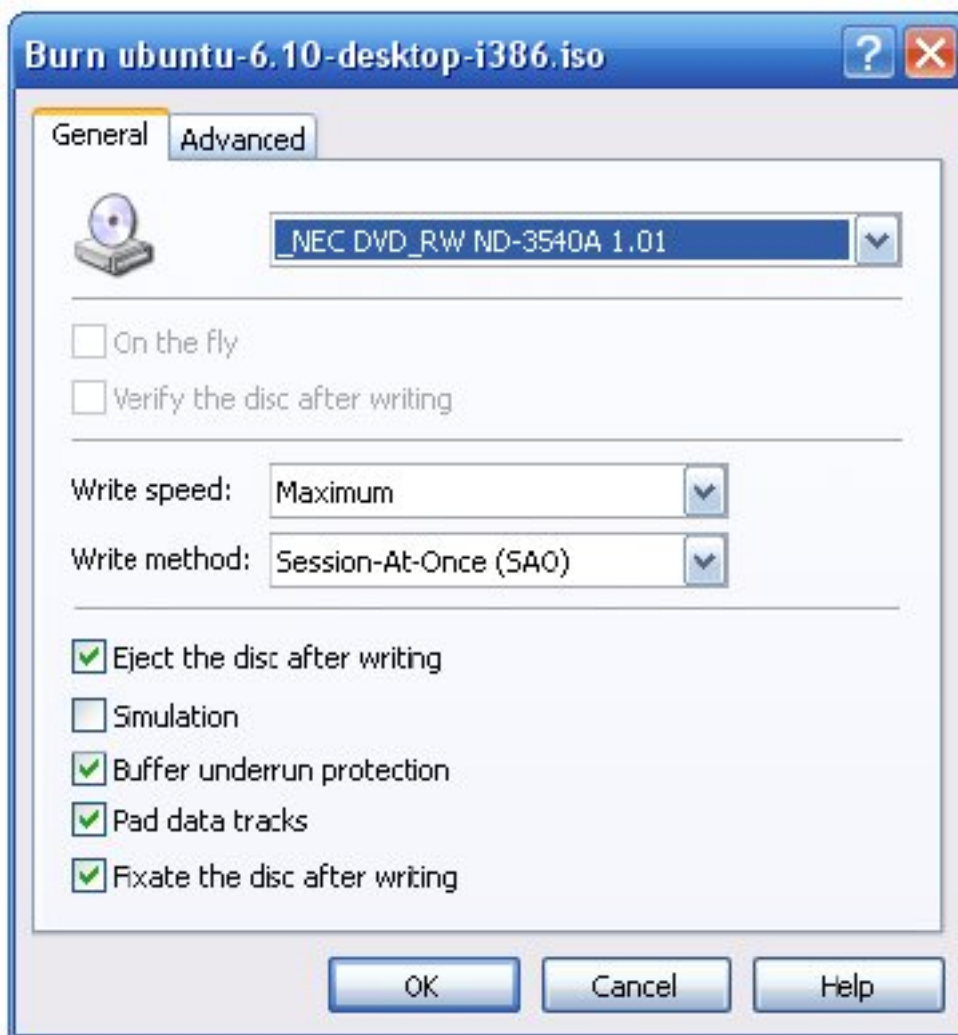 Burn ubuntu-6.10-desktop-i386.iso
General
Advanced
_NEC DVD_RW ND-3540A 1.01
On the fly
Verify the disc after writing
Write speed: Maximum
Write method: Session-At-Once (SAO)
Eject the disc after writing
Simulation
Buffer underrun protection
Pad data tracks
Fixate the disc after writing
OK
Cancel
Help